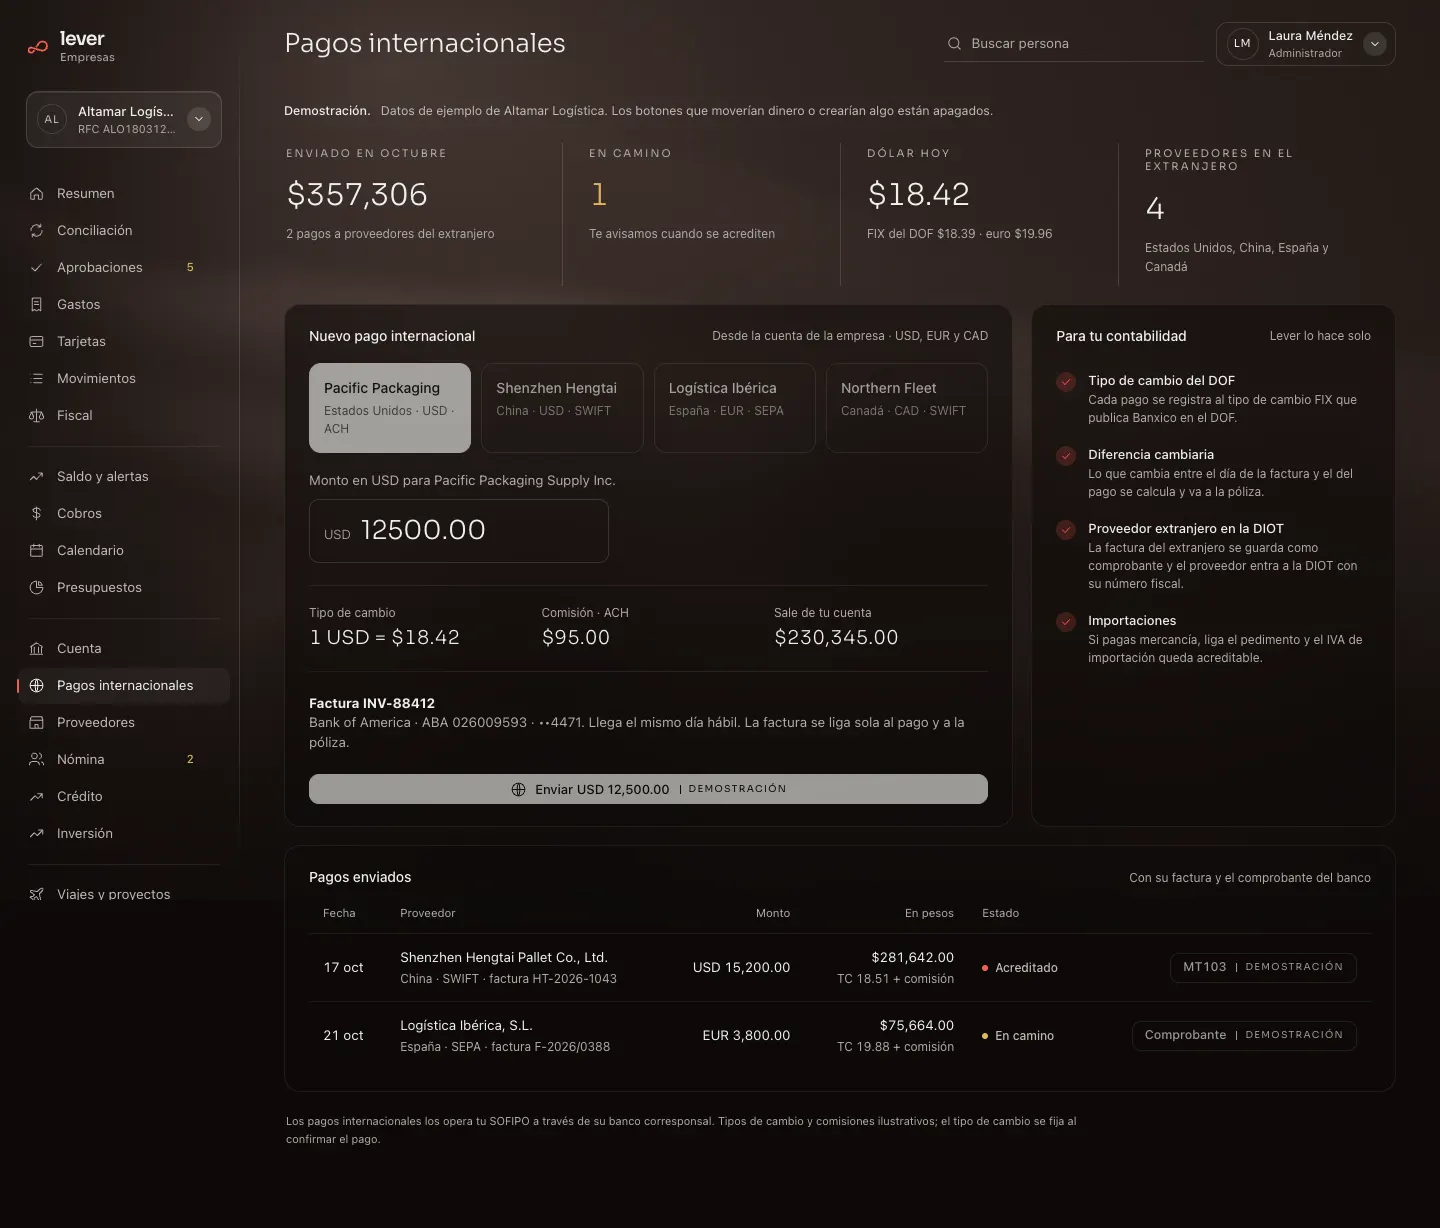 lever
Empresas
Pagos internacionales
Buscar persona
LM
Laura Méndez
Administrador
AL
Altamar Logís...
RFC ALO180312...
Demostración. Datos de ejemplo de Altamar Logística. Los botones que moverían dinero o crearían algo están apagados.
ENVIADO EN OCTUBRE
$357,306
2 pagos a proveedores del extranjero
EN CAMINO
1
Te avisamos cuando se acrediten
DÓLAR HOY
$18.42
FIX del DOF $18.39 · euro $19.96
PROVEEDORES EN EL
EXTRANJERO
4
Estados Unidos, China, España y
Canadá
Resumen
Conciliación
Aprobaciones 5
Gastos
Tarjetas
Movimientos
Fiscal
Saldo y alertas
Cobros
Calendario
Presupuestos
Cuenta
Pagos internacionales
Proveedores
Nómina 2
Crédito
Inversión
Viajes y proyectos
Nuevo pago internacional
Desde la cuenta de la empresa · USD, EUR y CAD
Pacific Packaging
Estados Unidos · USD ·
ACH
Shenzhen Hengtai
China · USD · SWIFT
Logística Ibérica
España · EUR · SEPA
Northern Fleet
Canadá · CAD · SWIFT
Monto en USD para Pacific Packaging Supply Inc.
USD 12500.00
Tipo de cambio
1 USD = $18.42
Comisión · ACH
$95.00
Sale de tu cuenta
$230,345.00
Factura INV-88412
Bank of America · ABA 026009593 · ••4471. Llega el mismo día hábil. La factura se liga sola al pago y a la
póliza.
Enviar USD 12,500.00 | DEMOSTRACIÓN
Para tu contabilidad
Lever lo hace solo
Tipo de cambio del DOF
Cada pago se registra al tipo de cambio FIX que
publica Banxico en el DOF.
Diferencia cambiaria
Lo que cambia entre el día de la factura y el del
pago se calcula y va a la póliza.
Proveedor extranjero en la DIOT
La factura del extranjero se guarda como
comprobante y el proveedor entra a la DIOT con
su número fiscal.
Importaciones
Si pagas mercancía, liga el pedimento y el IVA de
importación queda acreditable.
Pagos enviados
Con su factura y el comprobante del banco
Fecha Proveedor Monto En pesos Estado
17 oct
Shenzhen Hengtai Pallet Co., Ltd.
China · SWIFT · factura HT-2026-1043
USD 15,200.00
$281,642.00
TC 18.51 + comisión
Acreditado
MT103 | DEMOSTRACIÓN
21 oct
Logística Ibérica, S.L.
España · SEPA · factura F-2026/0388
EUR 3,800.00
$75,664.00
TC 19.88 + comisión
En camino
Comprobante | DEMOSTRACIÓN
Los pagos internacionales los opera tu SOFIPO a través de su banco corresponsal. Tipos de cambio y comisiones ilustrativos; el tipo de cambio se fija al
confirmar el pago.